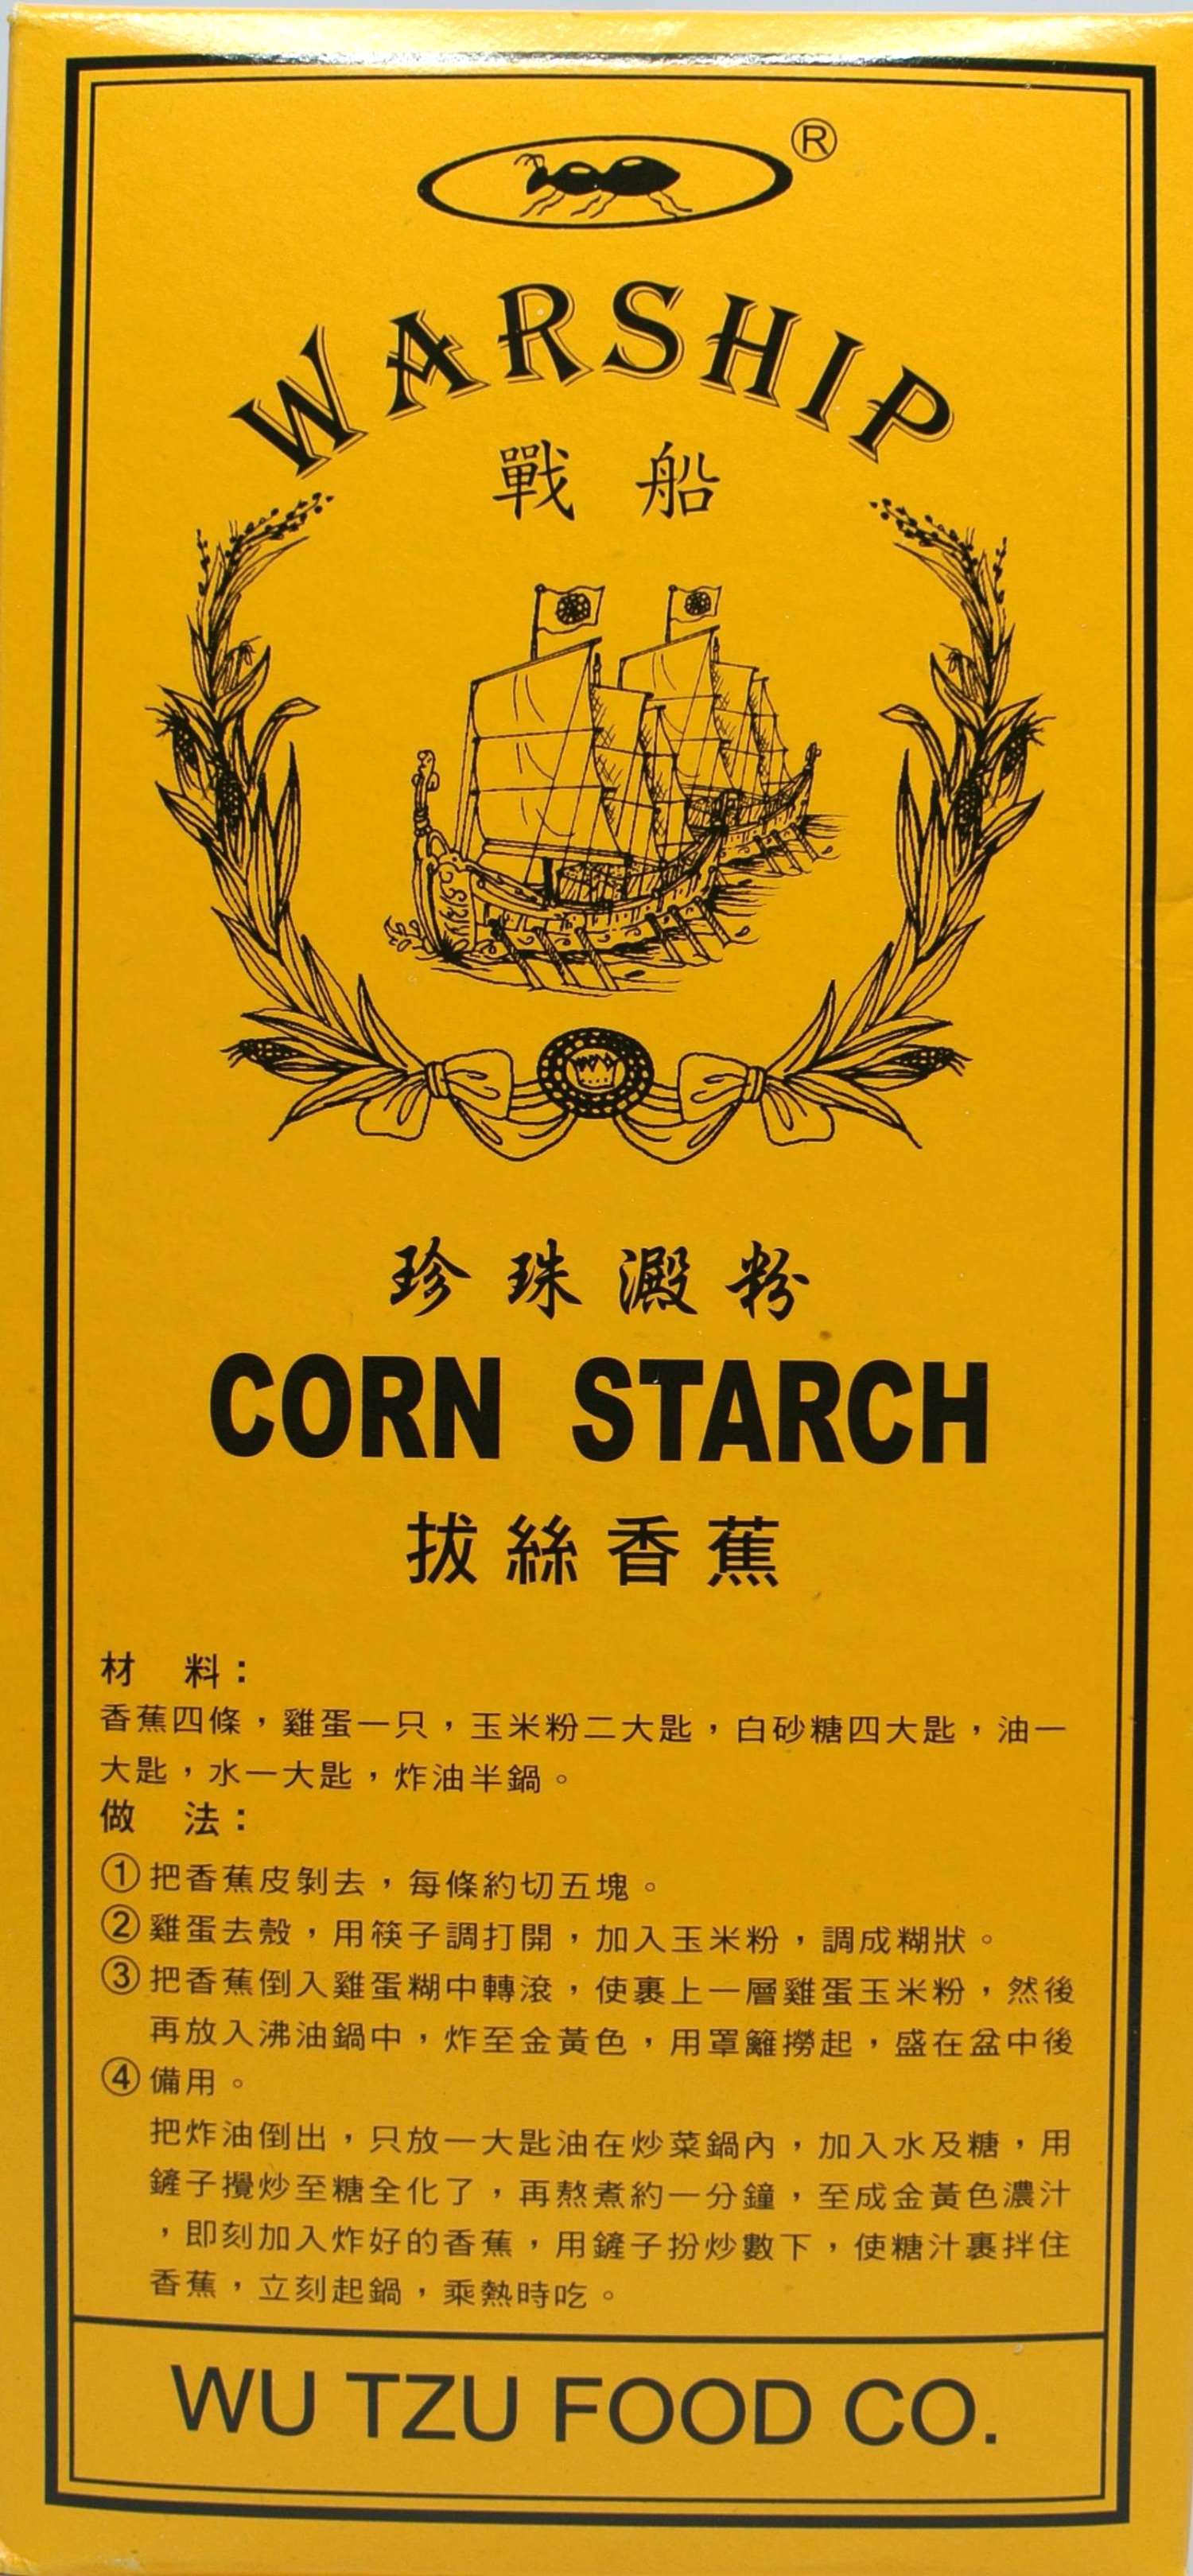 ®
WARSHIP
戰 船
珍珠澱粉
CORN STARCH
拔絲香蕉
材 料：
香蕉四條，雞蛋一只，玉米粉二大匙，白砂糖四大匙，油一
大匙，水一大匙，炸油半鍋。
做 法：
①把香蕉皮剝去，每條約切五塊。
②雞蛋去殼，用筷子調打開，加入玉米粉，調成糊狀。
③把香蕉倒入雞蛋糊中轉滾，使裹上一層雞蛋玉米粉，然後
再放入沸油鍋中，炸至金黃色，用罩籬撈起，盛在盆中後
④備用。
把炸油倒出，只放一大匙油在炒菜鍋內，加入水及糖，用
鏟子攪炒至糖全化了，再熬煮約一分鐘，至成金黃色濃汁
，即刻加入炸好的香蕉，用鏟子扮炒數下，使糖汁裹拌住
香蕉，立刻起鍋，乘熱時吃。
WU TZU FOOD CO.